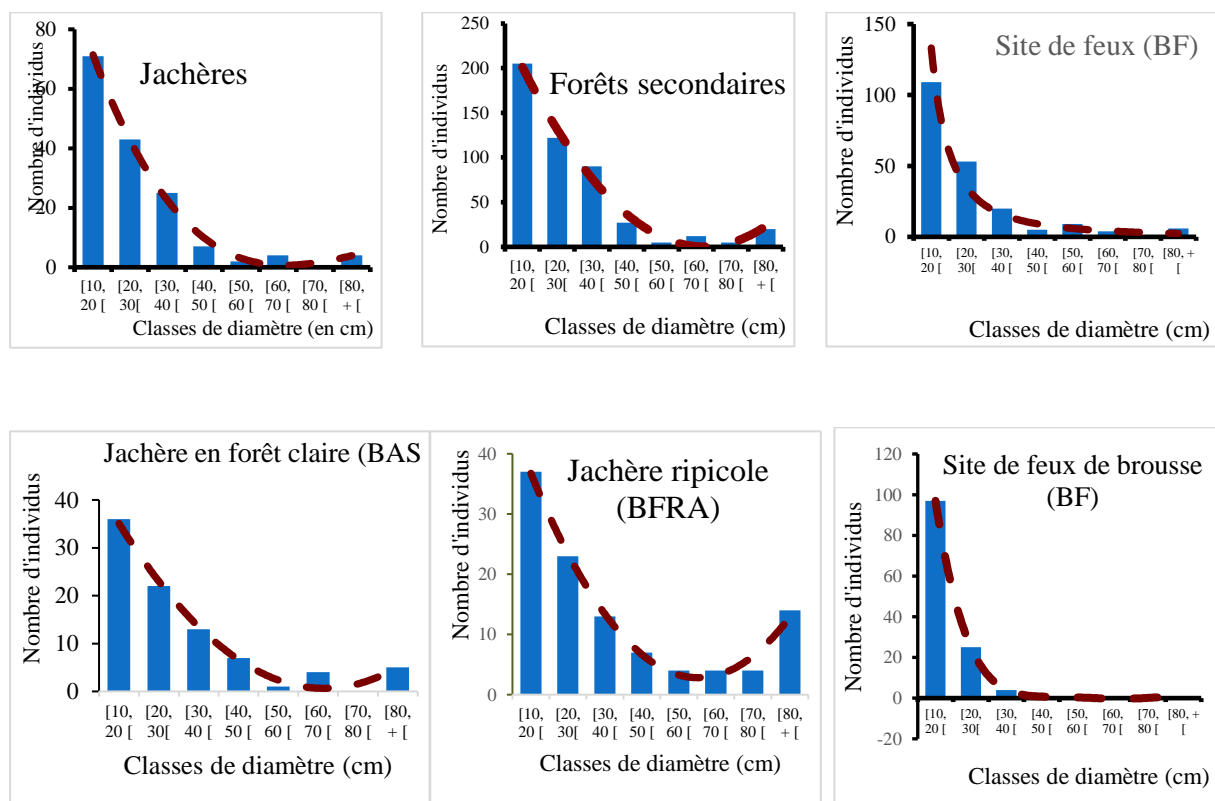 Jachères
Nombre d'individus
80
60
40
20
0
[10, [20, [30, [40, [50, [60, [70, [80,
20 [ 30[ 40 [ 50 [ 60 [ 70 [ 80 [ + [
Classes de diamètre (en cm)
Forêts secondaires
Nombre d'individus
250
200
150
100
50
0
[10, [20, [30, [40, [50, [60, [70, [80,
20 [ 30[ 40 [ 50 [ 60 [ 70 [ 80 [ + [
Classes de diamètre (cm)
Site de feux (BF)
Nombre d'individus
150
100
50
0
[10, [20, [30, [40, [50, [60, [70, [80, +
20 [ 30[ 40 [ 50 [ 60 [ 70 [ 80 [ [
Classes de diamètre (cm)
Jachère en forêt claire (BAS
Nombre d'individus
40
30
20
10
0
[10, [20, [30, [40, [50, [60, [70, [80,
20 [ 30[ 40 [ 50 [ 60 [ 70 [ 80 [ + [
Classes de diamètre (cm)
Jachère ripicole
(BFRA)
Nombre d'individus
40
30
20
10
0
[10, [20, [30, [40, [50, [60, [70, [80,
20 [ 30[ 40 [ 50 [ 60 [ 70 [ 80 [ + [
Classes de diamètre (cm)
Site de feux de brousse
(BF)
Nombre d'individus
120
100
80
60
40
20
0
-20
[10, [20, [30, [40, [50, [60, [70, [80, +
20 [ 30[ 40 [ 50 [ 60 [ 70 [ 80 [ [
Classes de diamètre (cm)